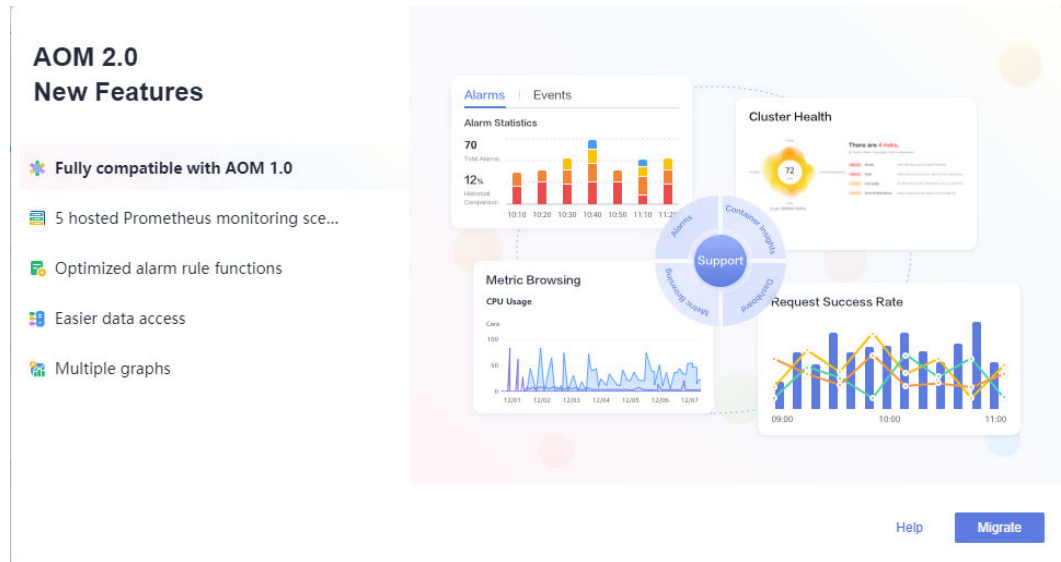 AOM 2.0
New Features
Fully compatible with AOM 1.0
5 hosted Prometheus monitoring sce...
Optimized alarm rule functions
Easier data access
Multiple graphs
Alarms
Events
Alarm Statistics
70
Total Alarms
12%
Historical
Comparison
10:10 10:20 10:30 10:40 10:50 11:10 11:20
Cluster Health
72
There are 4 risks.
Alarms
Container Insights
Support
Metric Browsing
Dashboard
Metric Browsing
CPU Usage
Core
100
50
0
12/01 12/02 12/03 12/04 12/05 12/06 12/07
Request Success Rate
09:00 10:00 11:00
Help
Migrate